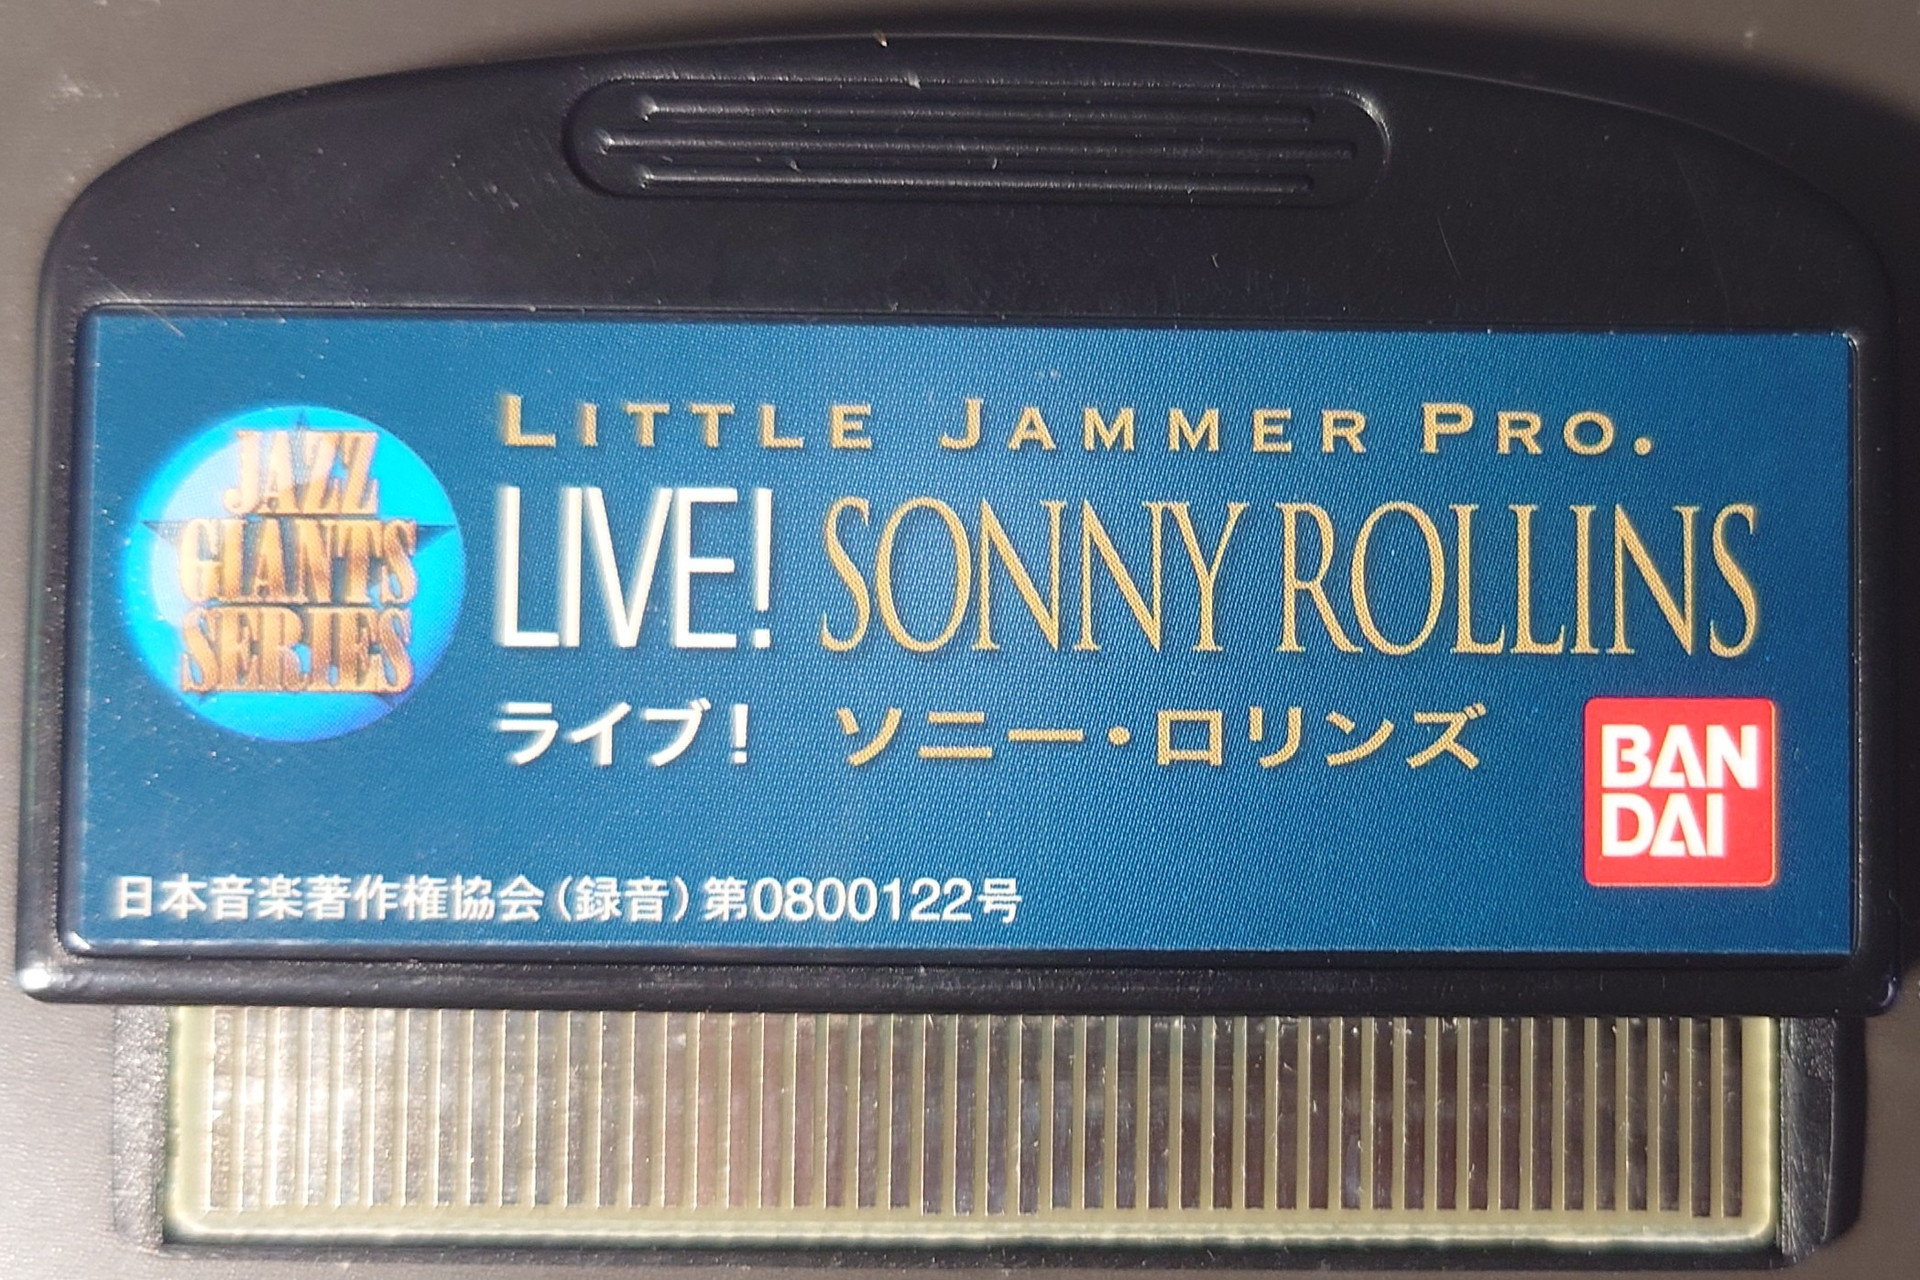 JAZZ
GIANTS
SERIES
LITTLE JAMMER PRO.
LIVE! SONNY ROLLINS
ライブ! ソニー・ロリンズ
BAN
DAI
日本音楽著作権協会(録音)第0800122号